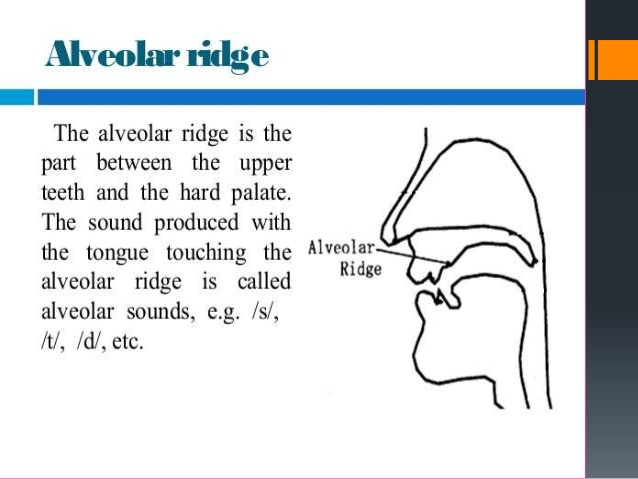 Alveolar ridge
The alveolar ridge is the
part between the upper
teeth and the hard palate.
The sound produced with
the tongue touching the
alveolar ridge is called
alveolar sounds, e.g. /s/,
/t/, /d/, etc.
Alveolar
Ridge